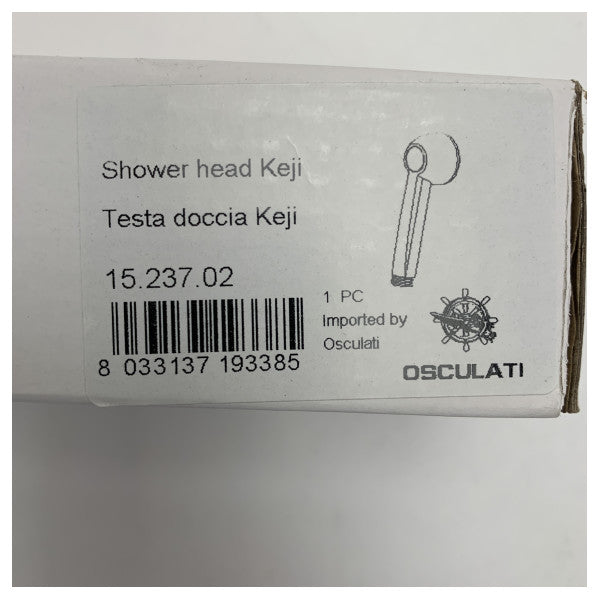 Shower head Keji
Testa doccia Keji
15.237.02
8 033137 193385
1 PC
Imported by
Osculati
OSCULATI